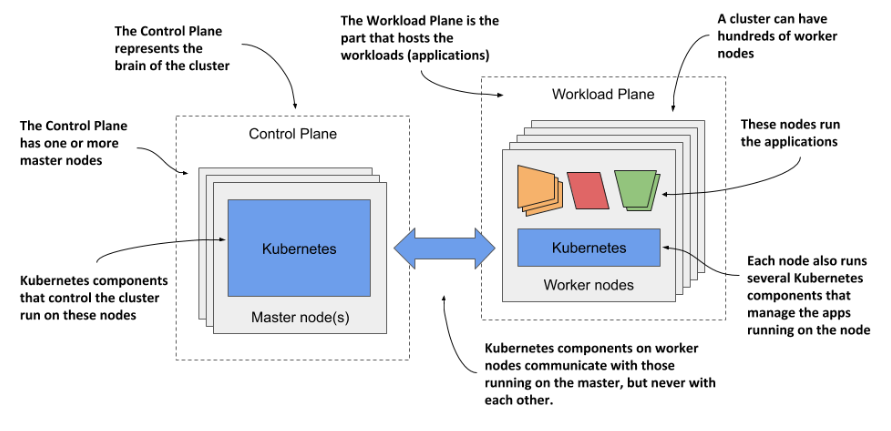 The Control Plane
represents the
brain of the cluster
The Workload Plane is the
part that hosts the
workloads (applications)
A cluster can have
hundreds of worker
nodes
The Control Plane
has one or more
master nodes
Control Plane
Workload Plane
These nodes run
the applications
Kubernetes
Kubernetes
Kubernetes components
that control the cluster
run on these nodes
Master node(s)
Worker nodes
Each node also runs
several Kubernetes
components that
manage the apps
running on the node
Kubernetes components on worker
nodes communicate with those
running on the master, but never with
each other.